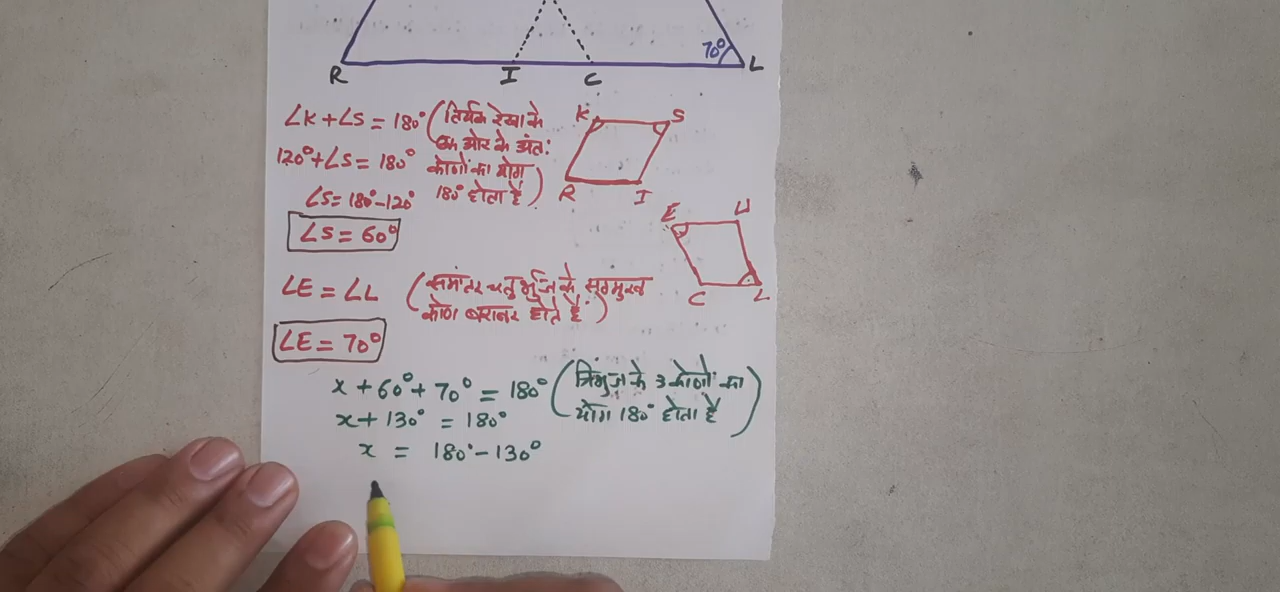 70°
R I C L
∠K + ∠S = 180° (तिर्यक रेखा के
120° + ∠S = 180° एक ओर के अंतः
∠S = 180° - 120° कोणों का योग
180° होता है)
∠S = 60°
K S
R I
E U
C L
∠E = ∠L (समांतर चतुर्भुज के सम्मुख
कोण बराबर होते हैं)
∠E = 70°
x + 60° + 70° = 180° (त्रिभुज के 3 कोणों का
x + 130° = 180° योग 180° होता है)
x = 180° - 130°